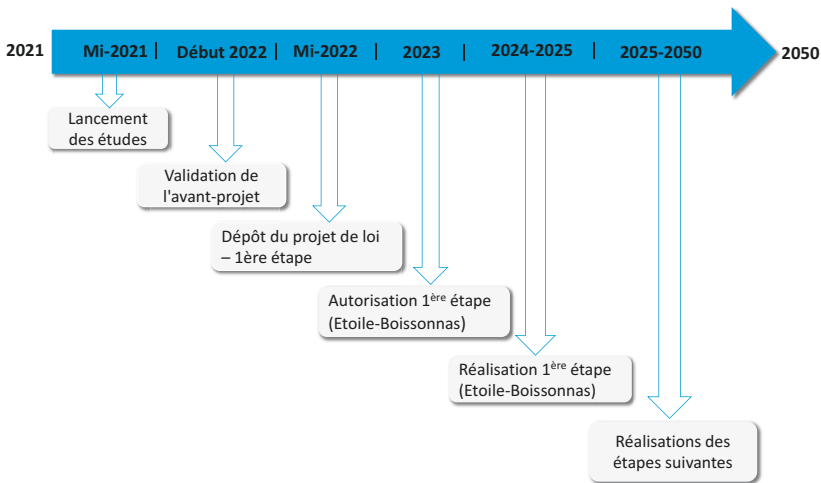 2021 Mi-2021 | Début 2022 | Mi-2022 | 2023 | 2024-2025 | 2025-2050 2050
Lancement
des études
Validation de
l'avant-projet
Dépôt du projet de loi
– 1ère étape
Autorisation 1ère étape
(Etoile-Boissonnas)
Réalisation 1ère étape
(Etoile-Boissonnas)
Réalisations des
étapes suivantes